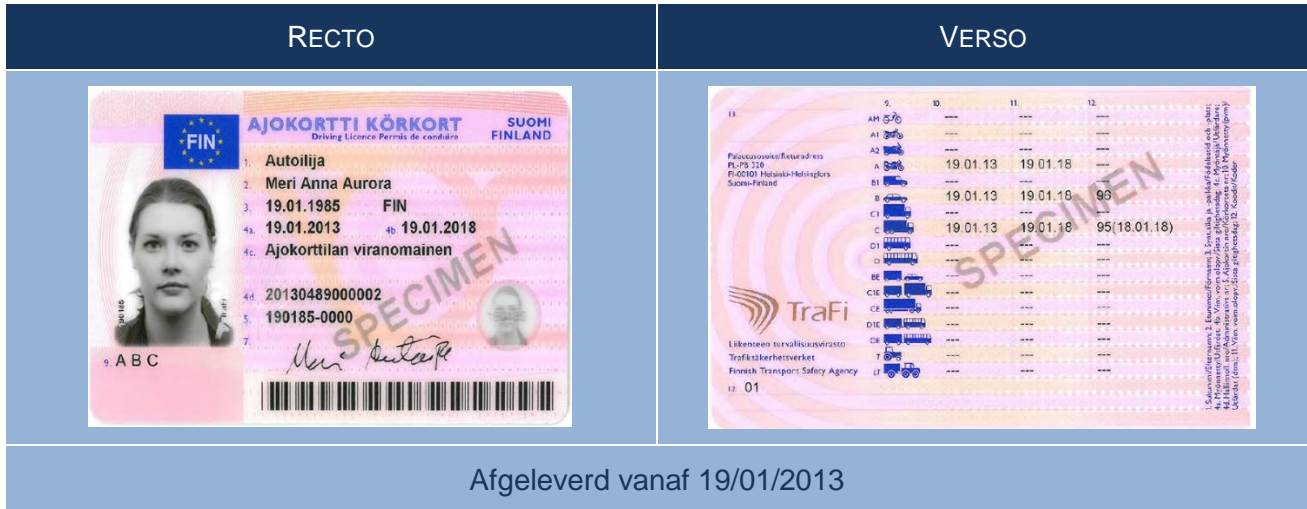 RECTO
VERSO
FIN
AJOKORTTI KÖRKORT
Driving Licence Permis de conduire
SUOMI
FINLAND
1. Autoilija
2. Meri Anna Aurora
3. 19.01.1985 FIN
4a. 19.01.2013 4b. 19.01.2018
4c. Ajokorttilan viranomainen
4d. 20130489000002
5. 190185-0000
7.
190185
9. A B C
SPECIMEN
13.
9. 10. 11. 12.
AM --- --- ---
A1 --- --- ---
A2 --- --- ---
A 19.01.13 19.01.18 ---
B1 --- --- ---
B 19.01.13 19.01.18 96
C1 --- --- ---
C 19.01.13 19.01.18 95(18.01.18)
D1 --- --- ---
D --- --- ---
BE --- --- ---
C1E --- --- ---
CE --- --- ---
D1E --- --- ---
DE --- --- ---
T --- --- ---
LT --- --- ---
Palautusosoite/Returadress
PL-PB 320
FI-00101 Helsinki-Helsingfors
Suomi-Finland
TraFi
Liikenteen turvallisuusvirasto
Trafiksäkerhetsverket
Finnish Transport Safety Agency
12. 01
SPECIMEN
Afgeleverd vanaf 19/01/2013